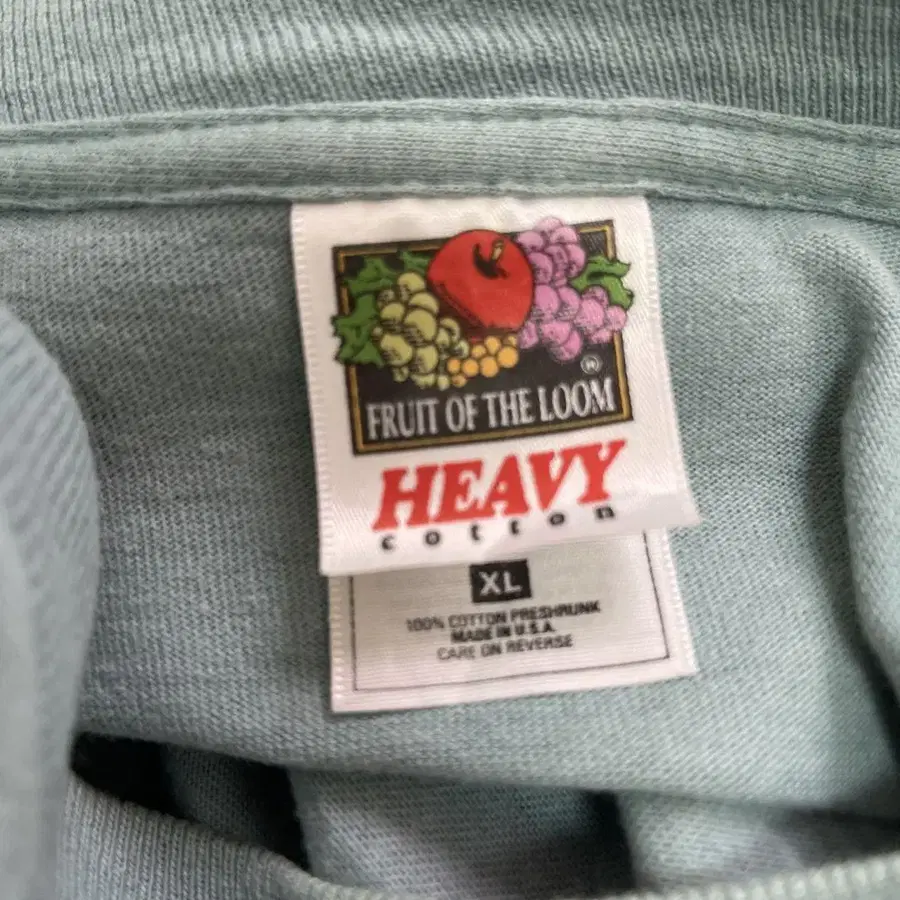 ®
FRUIT OF THE LOOM
HEAVY
cotton
XL
100% COTTON PRESHRUNK
MADE IN U.S.A.
CARE ON REVERSE